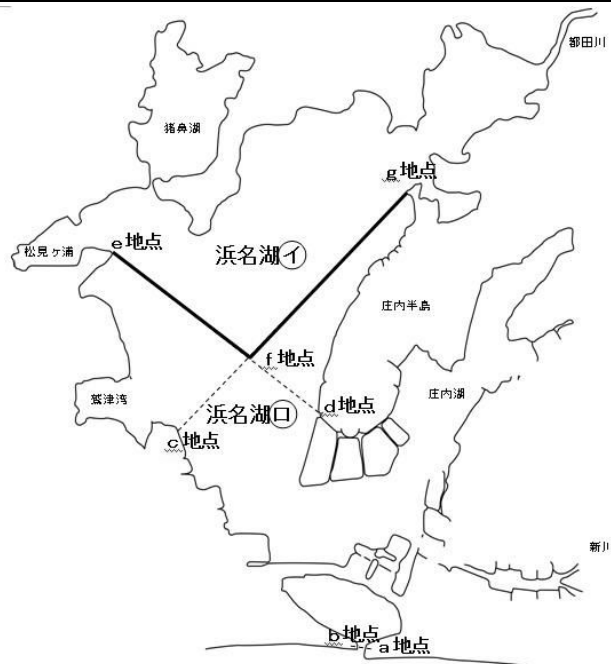 都田川
猪鼻湖
g地点
松見ヶ浦
e地点
浜名湖㋑
庄内半島
f地点
庄内湖
鷲津湾
浜名湖㋺
d地点
c地点
新川
b地点
a地点